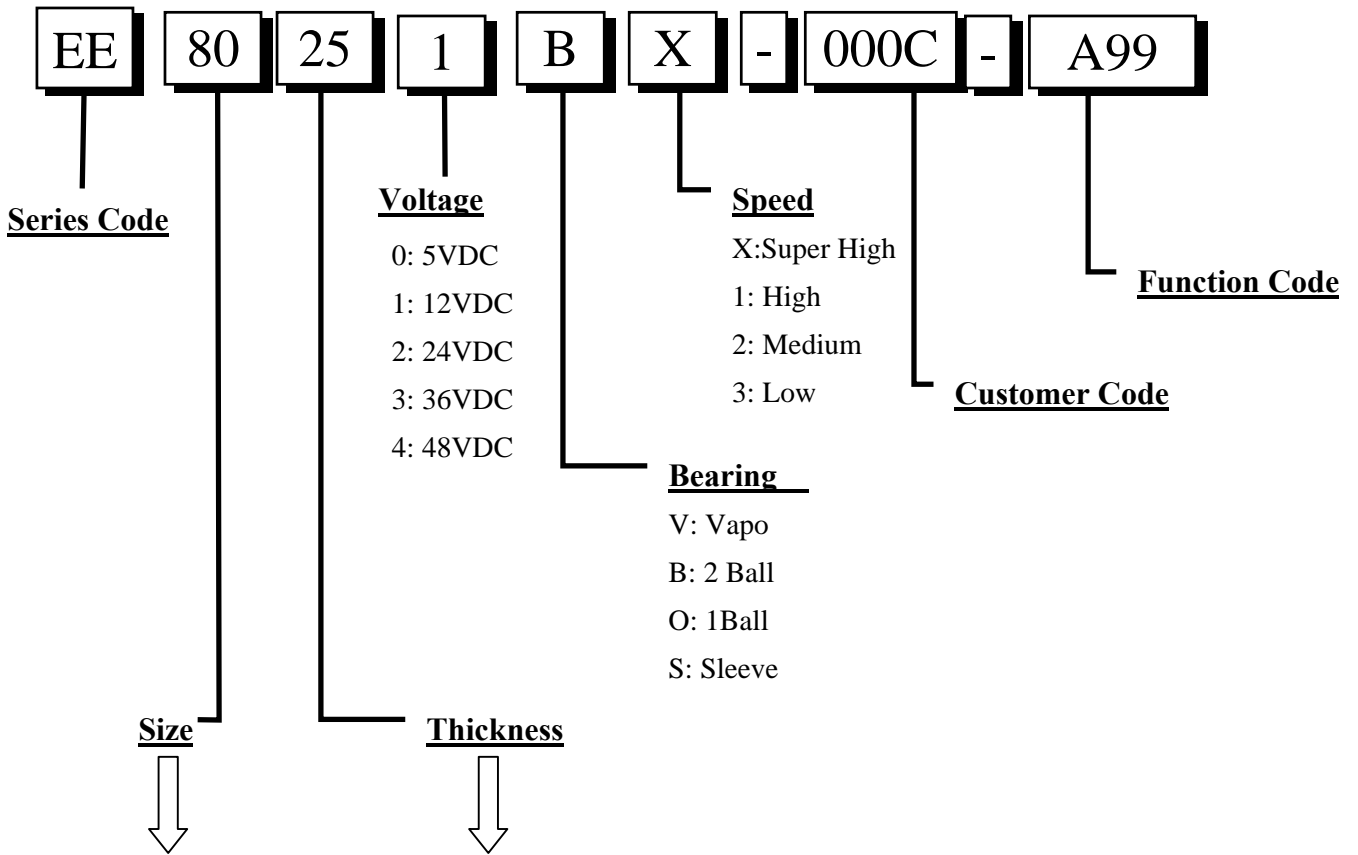 EE 80 25 1 B X - 000C - A99
Series Code
Voltage
0: 5VDC
1: 12VDC
2: 24VDC
3: 36VDC
4: 48VDC
Speed
X:Super High
1: High
2: Medium
3: Low
Function Code
Customer Code
Bearing
V: Vapo
B: 2 Ball
O: 1Ball
S: Sleeve
Size
Thickness